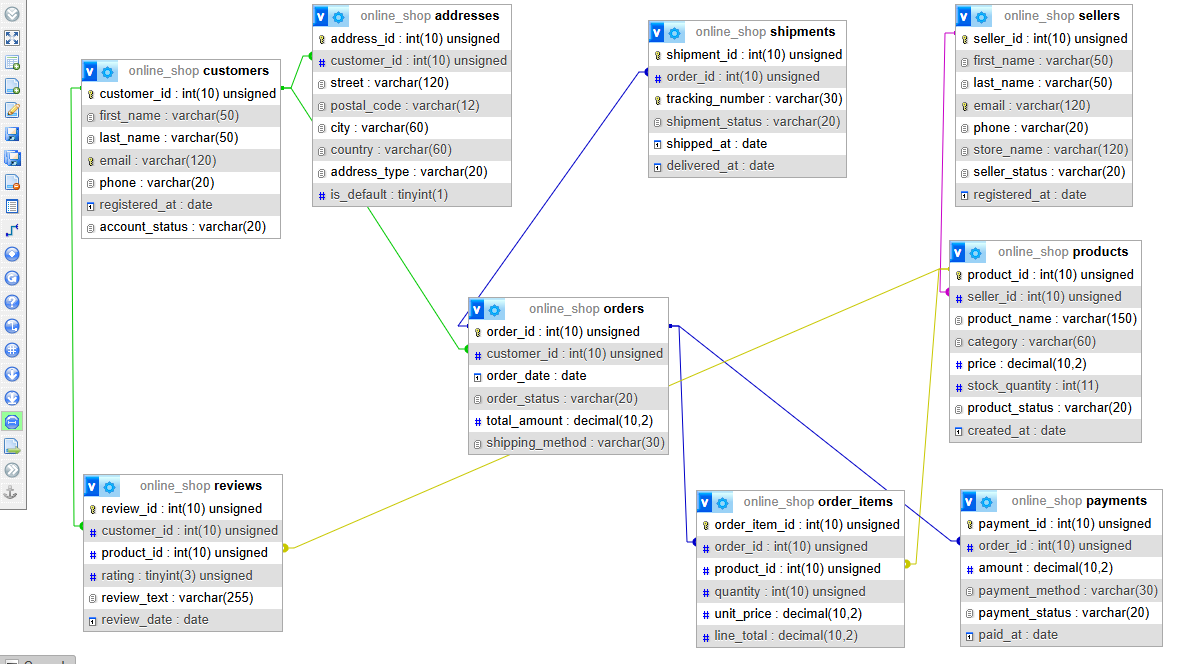 online_shop addresses
address_id : int(10) unsigned
customer_id : int(10) unsigned
street : varchar(120)
postal_code : varchar(12)
city : varchar(60)
country : varchar(60)
address_type : varchar(20)
is_default : tinyint(1)
online_shop shipments
shipment_id : int(10) unsigned
order_id : int(10) unsigned
tracking_number : varchar(30)
shipment_status : varchar(20)
shipped_at : date
delivered_at : date
online_shop sellers
seller_id : int(10) unsigned
first_name : varchar(50)
last_name : varchar(50)
email : varchar(120)
phone : varchar(20)
store_name : varchar(120)
seller_status : varchar(20)
registered_at : date
online_shop customers
customer_id : int(10) unsigned
first_name : varchar(50)
last_name : varchar(50)
email : varchar(120)
phone : varchar(20)
registered_at : date
account_status : varchar(20)
online_shop products
product_id : int(10) unsigned
seller_id : int(10) unsigned
product_name : varchar(150)
category : varchar(60)
price : decimal(10,2)
stock_quantity : int(11)
product_status : varchar(20)
created_at : date
online_shop orders
order_id : int(10) unsigned
customer_id : int(10) unsigned
order_date : date
order_status : varchar(20)
total_amount : decimal(10,2)
shipping_method : varchar(30)
online_shop reviews
review_id : int(10) unsigned
customer_id : int(10) unsigned
product_id : int(10) unsigned
rating : tinyint(3) unsigned
review_text : varchar(255)
review_date : date
online_shop order_items
order_item_id : int(10) unsigned
order_id : int(10) unsigned
product_id : int(10) unsigned
quantity : int(10) unsigned
unit_price : decimal(10,2)
line_total : decimal(10,2)
online_shop payments
payment_id : int(10) unsigned
order_id : int(10) unsigned
amount : decimal(10,2)
payment_method : varchar(30)
payment_status : varchar(20)
paid_at : date